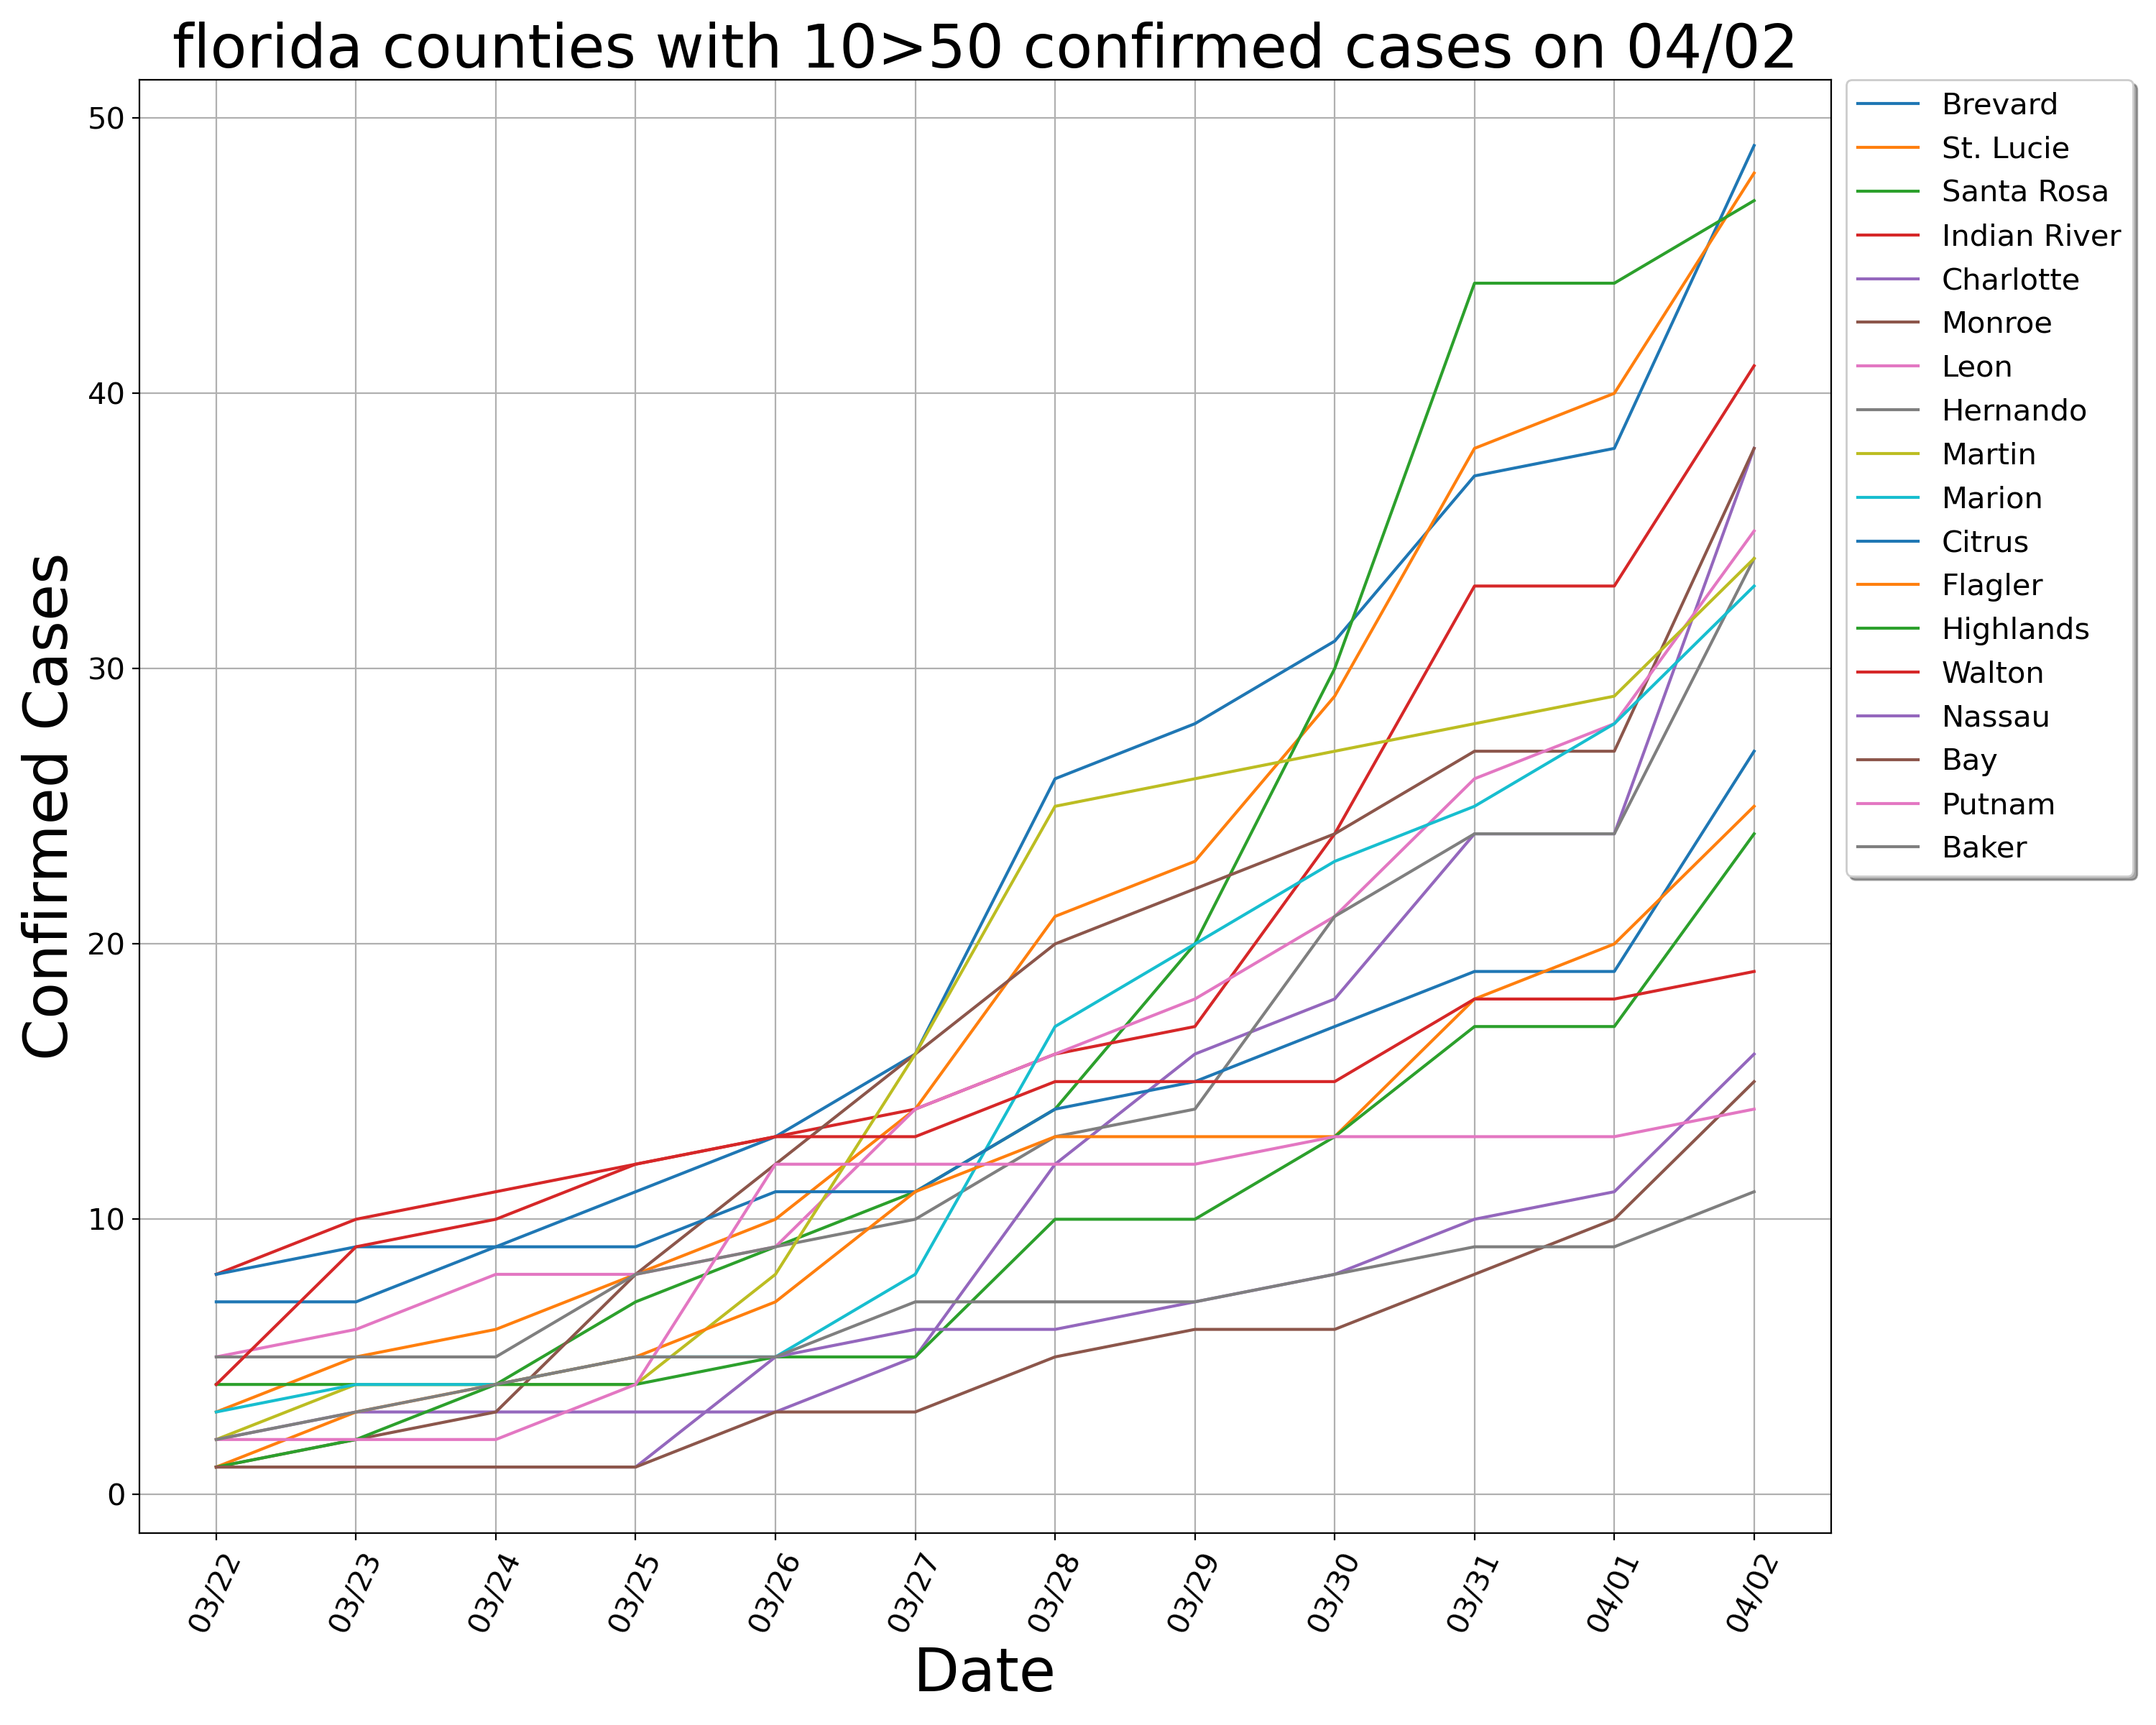 florida counties with 10>50 confirmed cases on 04/02
Confirmed Cases
50
40
30
20
10
0
03/22
03/23
03/24
03/25
03/26
03/27
03/28
03/29
03/30
03/31
04/01
04/02
Date
Brevard
St. Lucie
Santa Rosa
Indian River
Charlotte
Monroe
Leon
Hernando
Martin
Marion
Citrus
Flagler
Highlands
Walton
Nassau
Bay
Putnam
Baker